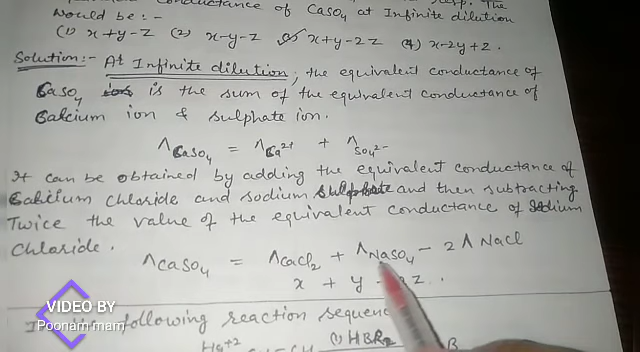 Conductance of CaSO4 at Infinite dilution
Would be :-
(1) x+y-z (2) x-y-z x+y-2z (4) x-2y+z.
Solution:- At Infinite dilution, the equivalent conductance of
CaSO4 is the sum of the equivalent conductance of
Calcium ion & sulphate ion.
ΛCaSO4 = ΛCa2+ + ΛSO42-
It can be obtained by adding the equivalent conductance of
Calcium chloride and sodium sulphate and then subtracting
Twice the value of the equivalent conductance of Sodium
Chloride.
ΛCaSO4 = ΛCaCl2 + ΛNaSO4 - 2ΛNaCl
x + y - z.
following reaction sequence
Hg+2 (1) HBR2 B
VIDEO BY
Poonam mam